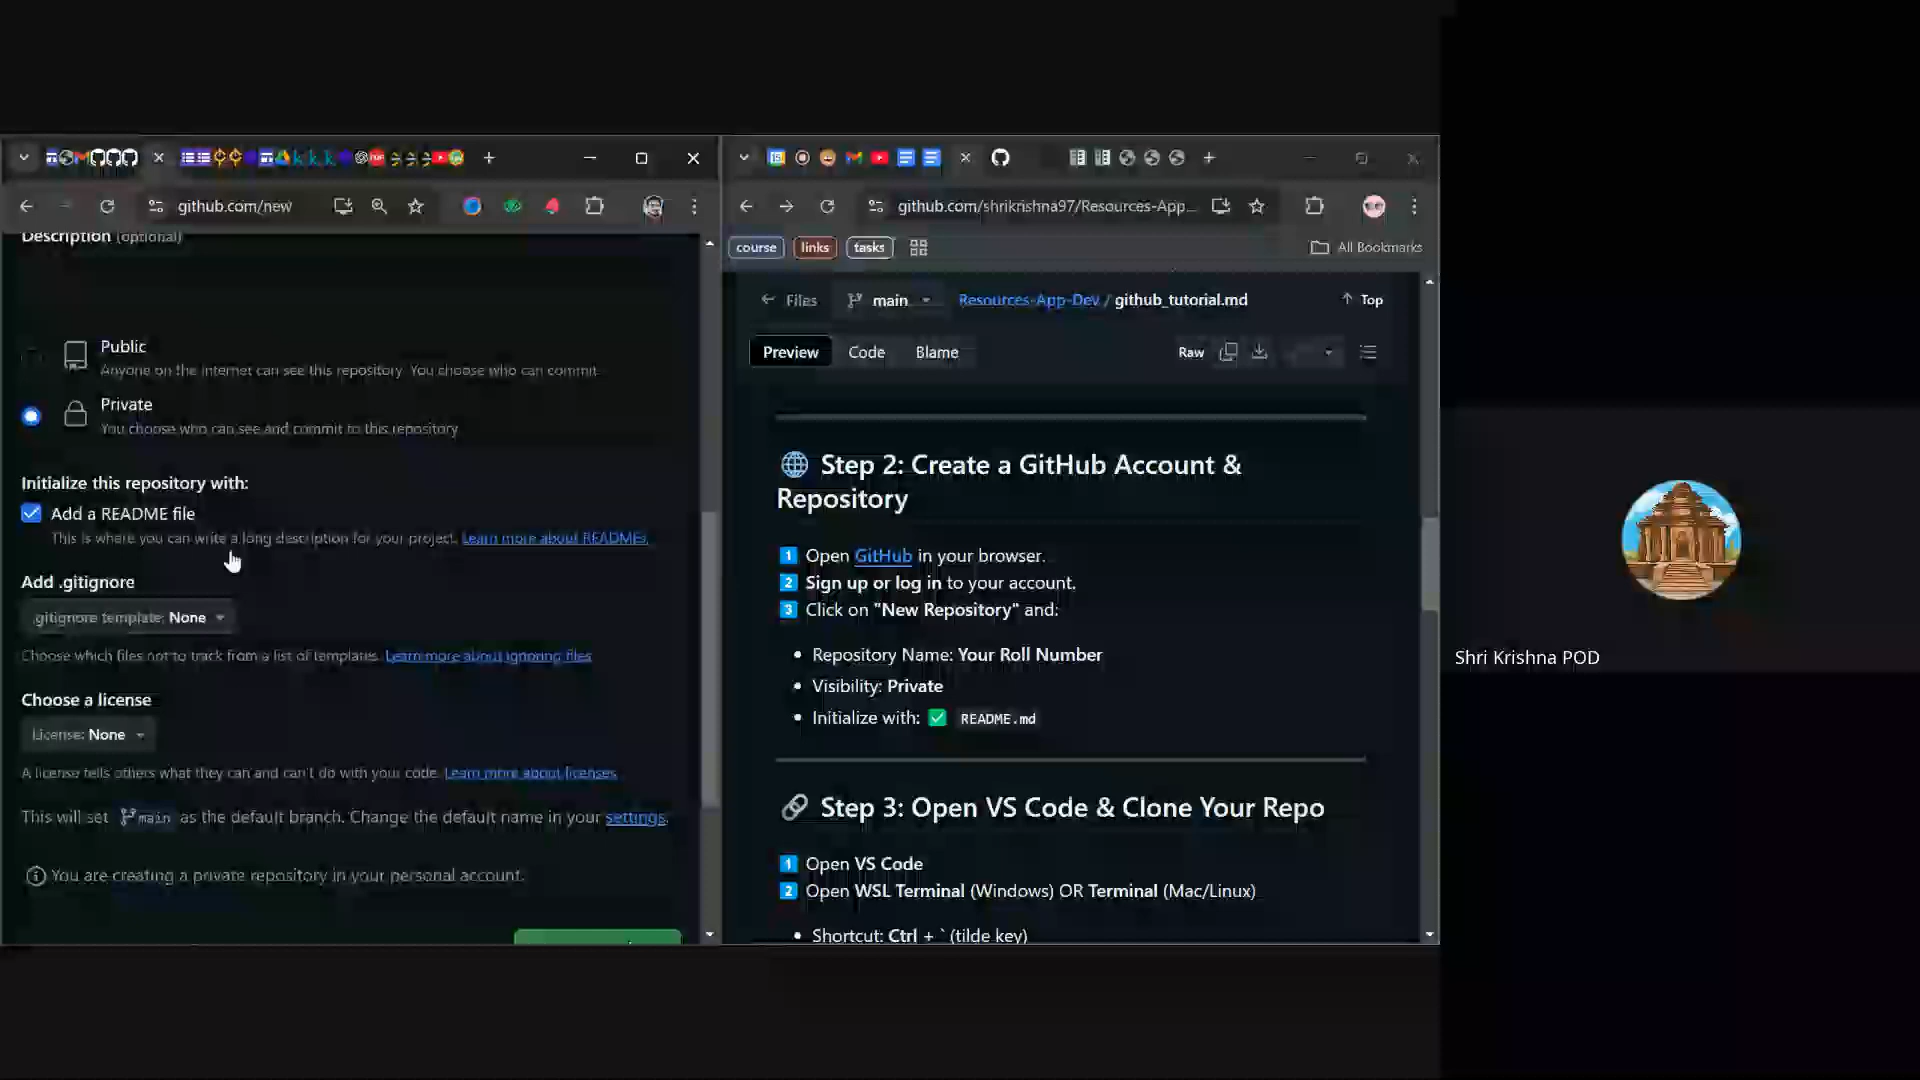 github.com/new
Description (optional)
Public
Anyone on the internet can see this repository. You choose who can commit.
Private
You choose who can see and commit to this repository.
Initialize this repository with:
Add a README file
This is where you can write a long description for your project. Learn more about READMEs.
Add .gitignore
.gitignore template: None
Choose which files not to track from a list of templates. Learn more about ignoring files
Choose a license
License: None
A license tells others what they can and can't do with your code. Learn more about licenses
This will set main as the default branch. Change the default name in your settings.
You are creating a private repository in your personal account.
github.com/shrikrishna97/Resources-App...
course links tasks All Bookmarks
Files main Resources-App-Dev / github_tutorial.md Top
Preview Code Blame Raw
Step 2: Create a GitHub Account &
Repository
1 Open GitHub in your browser.
2 Sign up or log in to your account.
3 Click on "New Repository" and:
• Repository Name: Your Roll Number
• Visibility: Private
• Initialize with: ✅ README.md
Step 3: Open VS Code & Clone Your Repo
1 Open VS Code
2 Open WSL Terminal (Windows) OR Terminal (Mac/Linux)
• Shortcut: Ctrl + ` (tilde key)
Shri Krishna POD